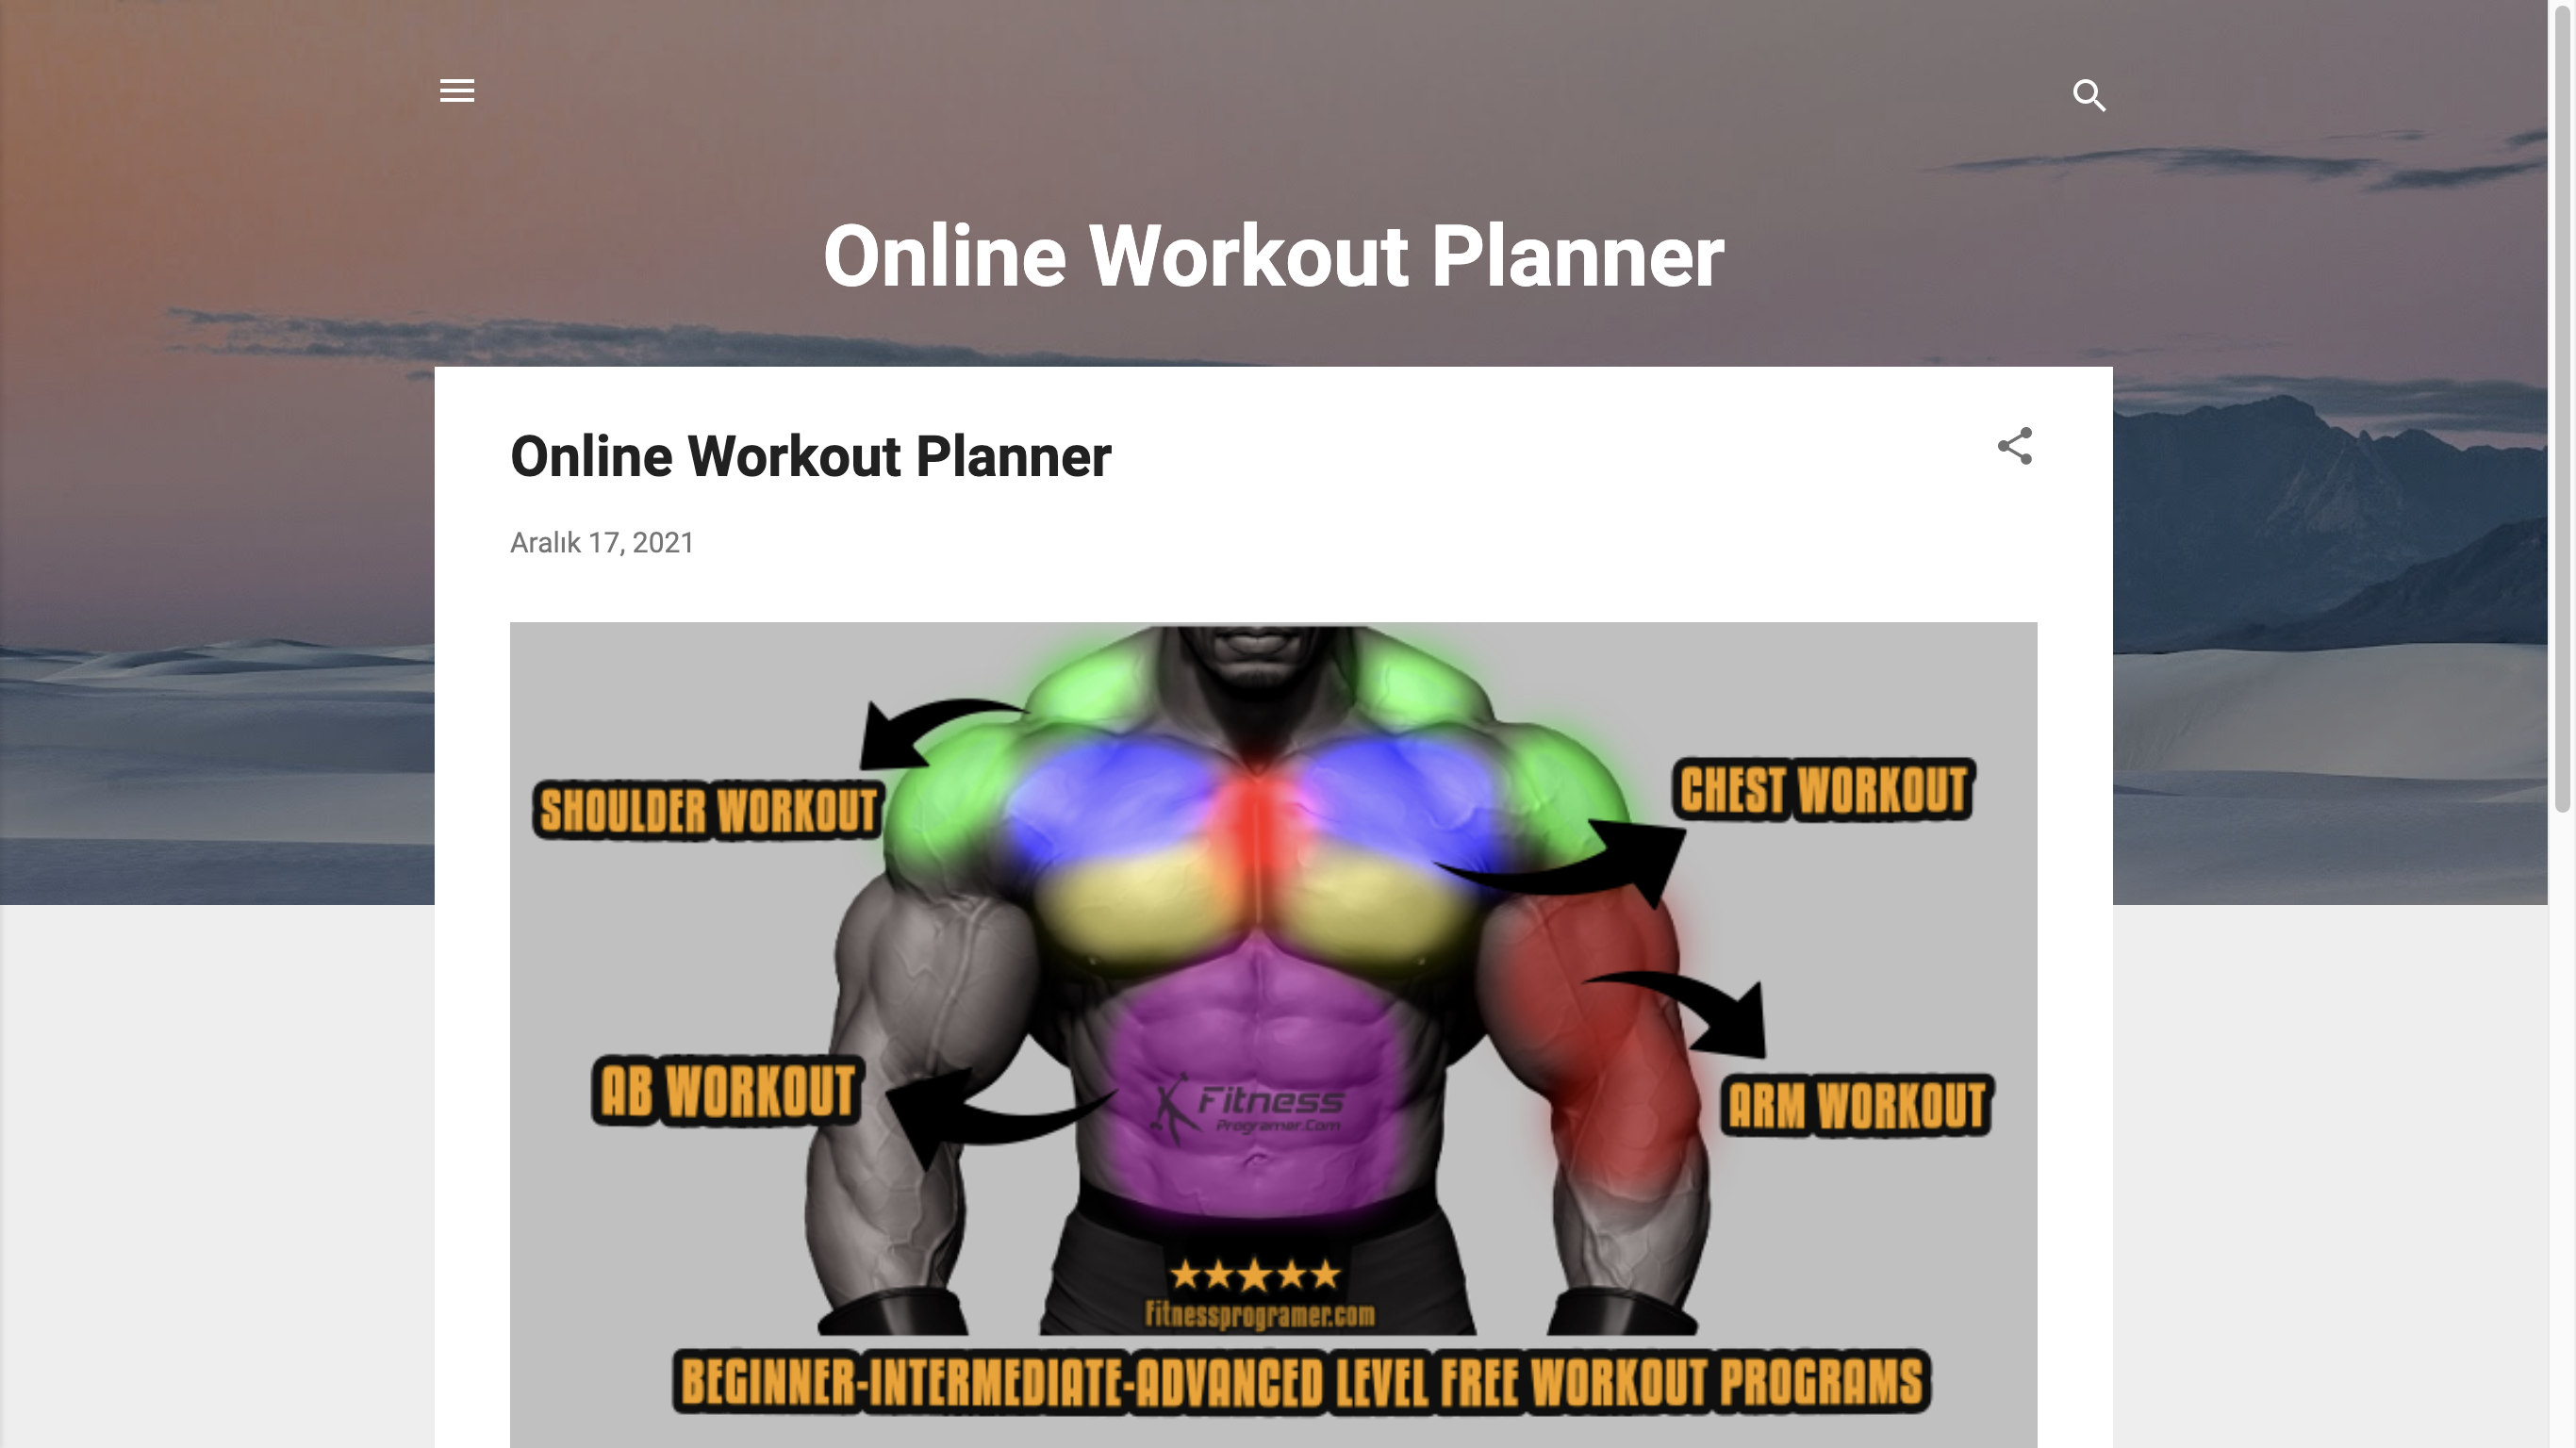 Online Workout Planner
Online Workout Planner
Aralık 17, 2021
SHOULDER WORKOUT
CHEST WORKOUT
AB WORKOUT
ARM WORKOUT
Fitness
Programer.Com
Fitnessprogramer.com
BEGINNER-INTERMEDIATE-ADVANCED LEVEL FREE WORKOUT PROGRAMS